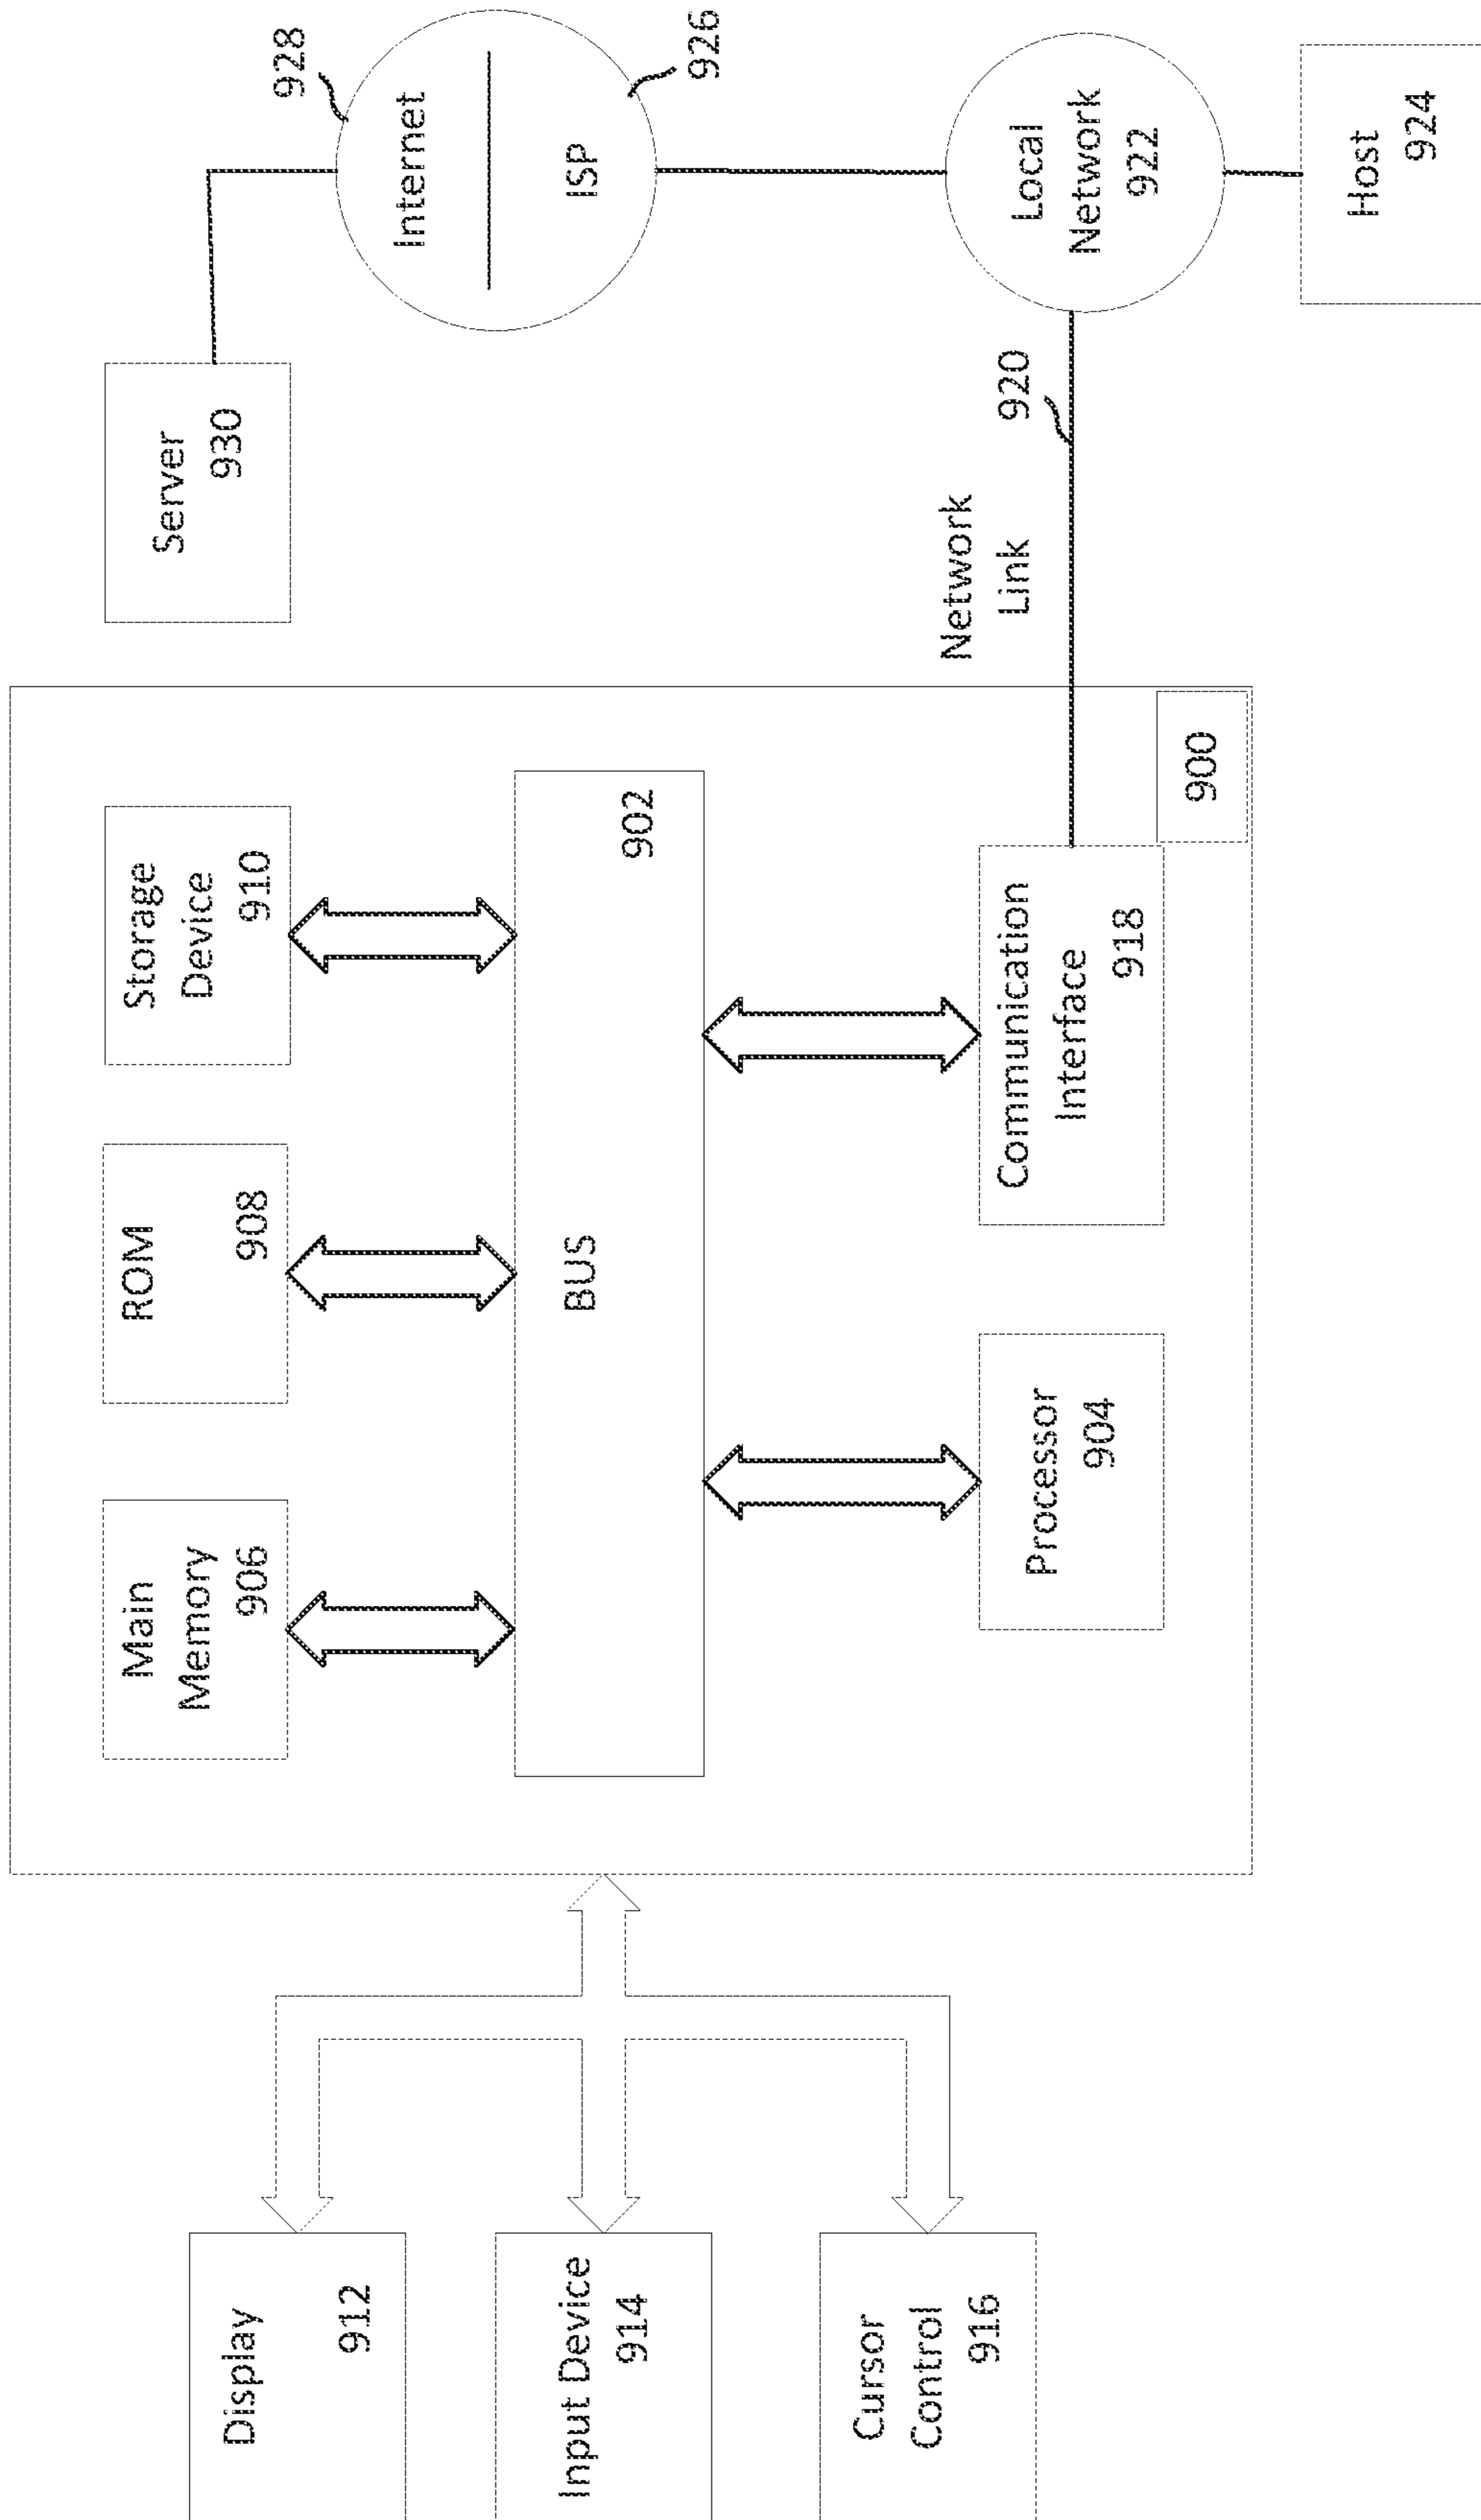 Display
912
Input Device
914
Cursor
Control
916
Main
Memory
906
ROM
908
Storage
Device
910
BUS
902
Processor
904
Communication
Interface
918
900
Server
930
Network
Link
920
928
Internet
ISP
926
Local
Network
922
Host
924